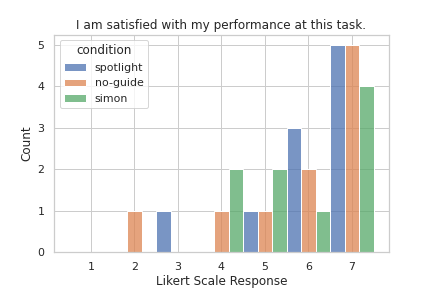 I am satisfied with my performance at this task.
condition
spotlight
no-guide
simon
5
4
3
2
1
0
Count
1 2 3 4 5 6 7
Likert Scale Response